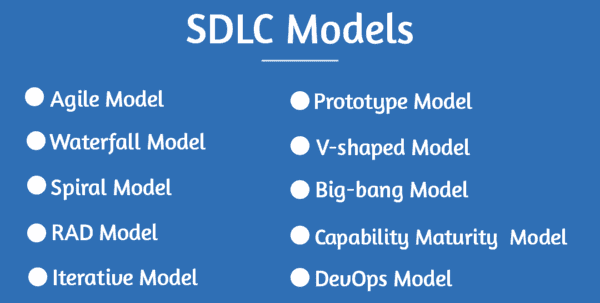 SDLC Models
Agile Model
Waterfall Model
Spiral Model
RAD Model
Iterative Model
Prototype Model
V-shaped Model
Big-bang Model
Capability Maturity Model
DevOps Model